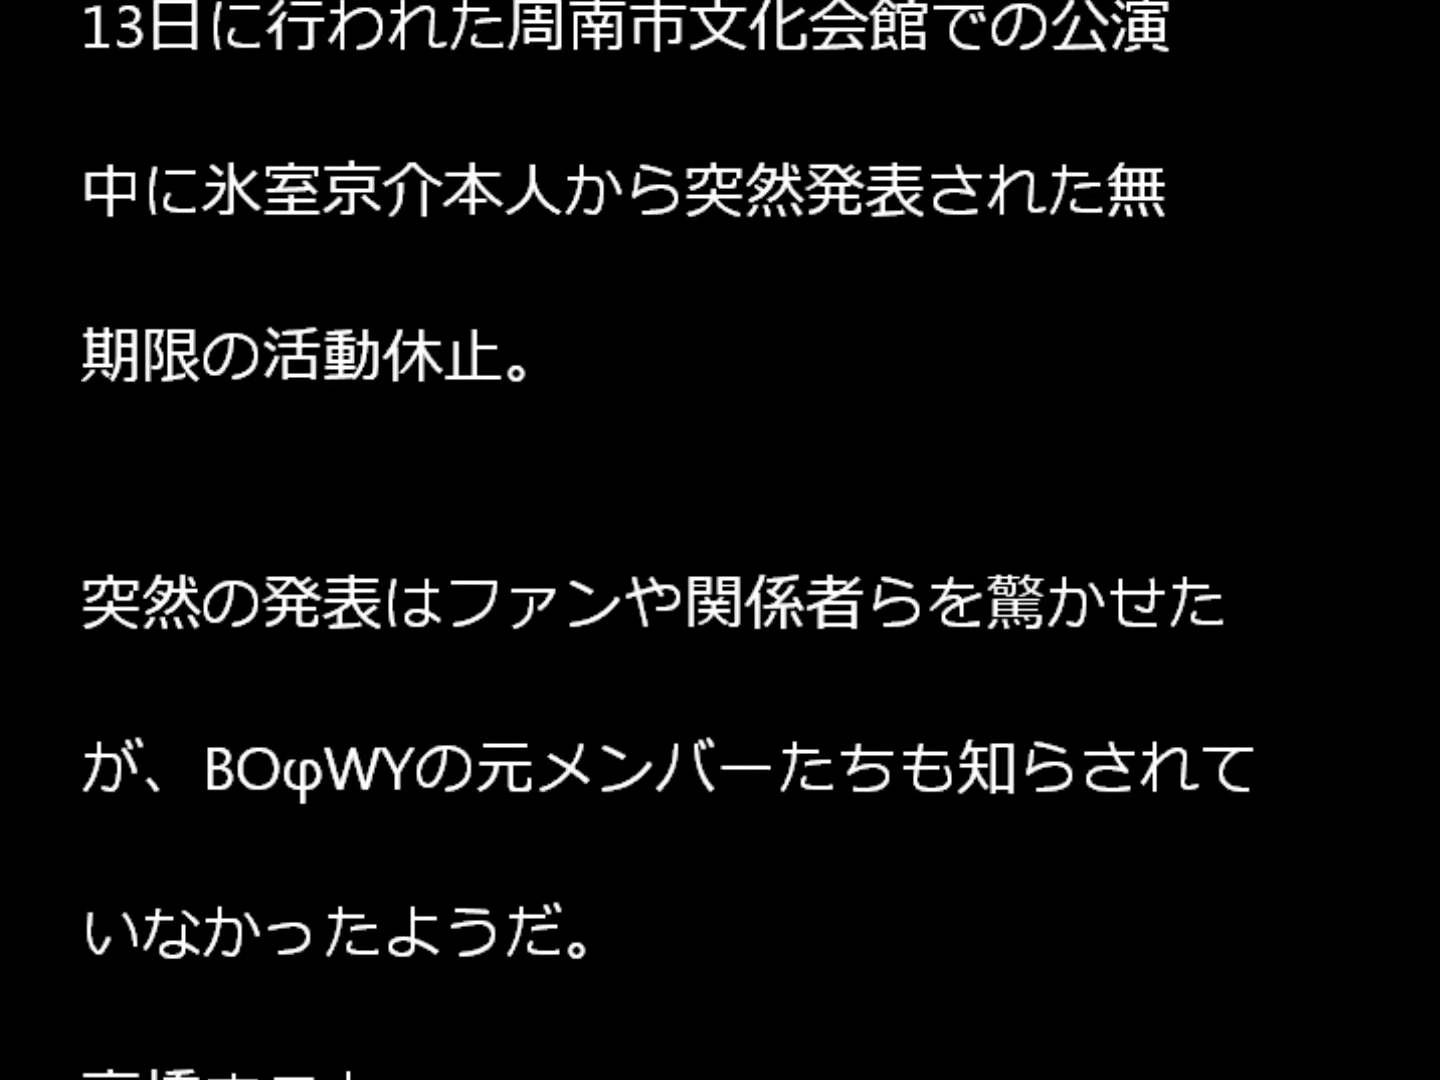 13日に行われた周南市文化会館での公演
中に氷室京介本人から突然発表された無
期限の活動休止。
突然の発表はファンや関係者らを驚かせた
が、BOφWYの元メンバーたちも知らされて
いなかったようだ。